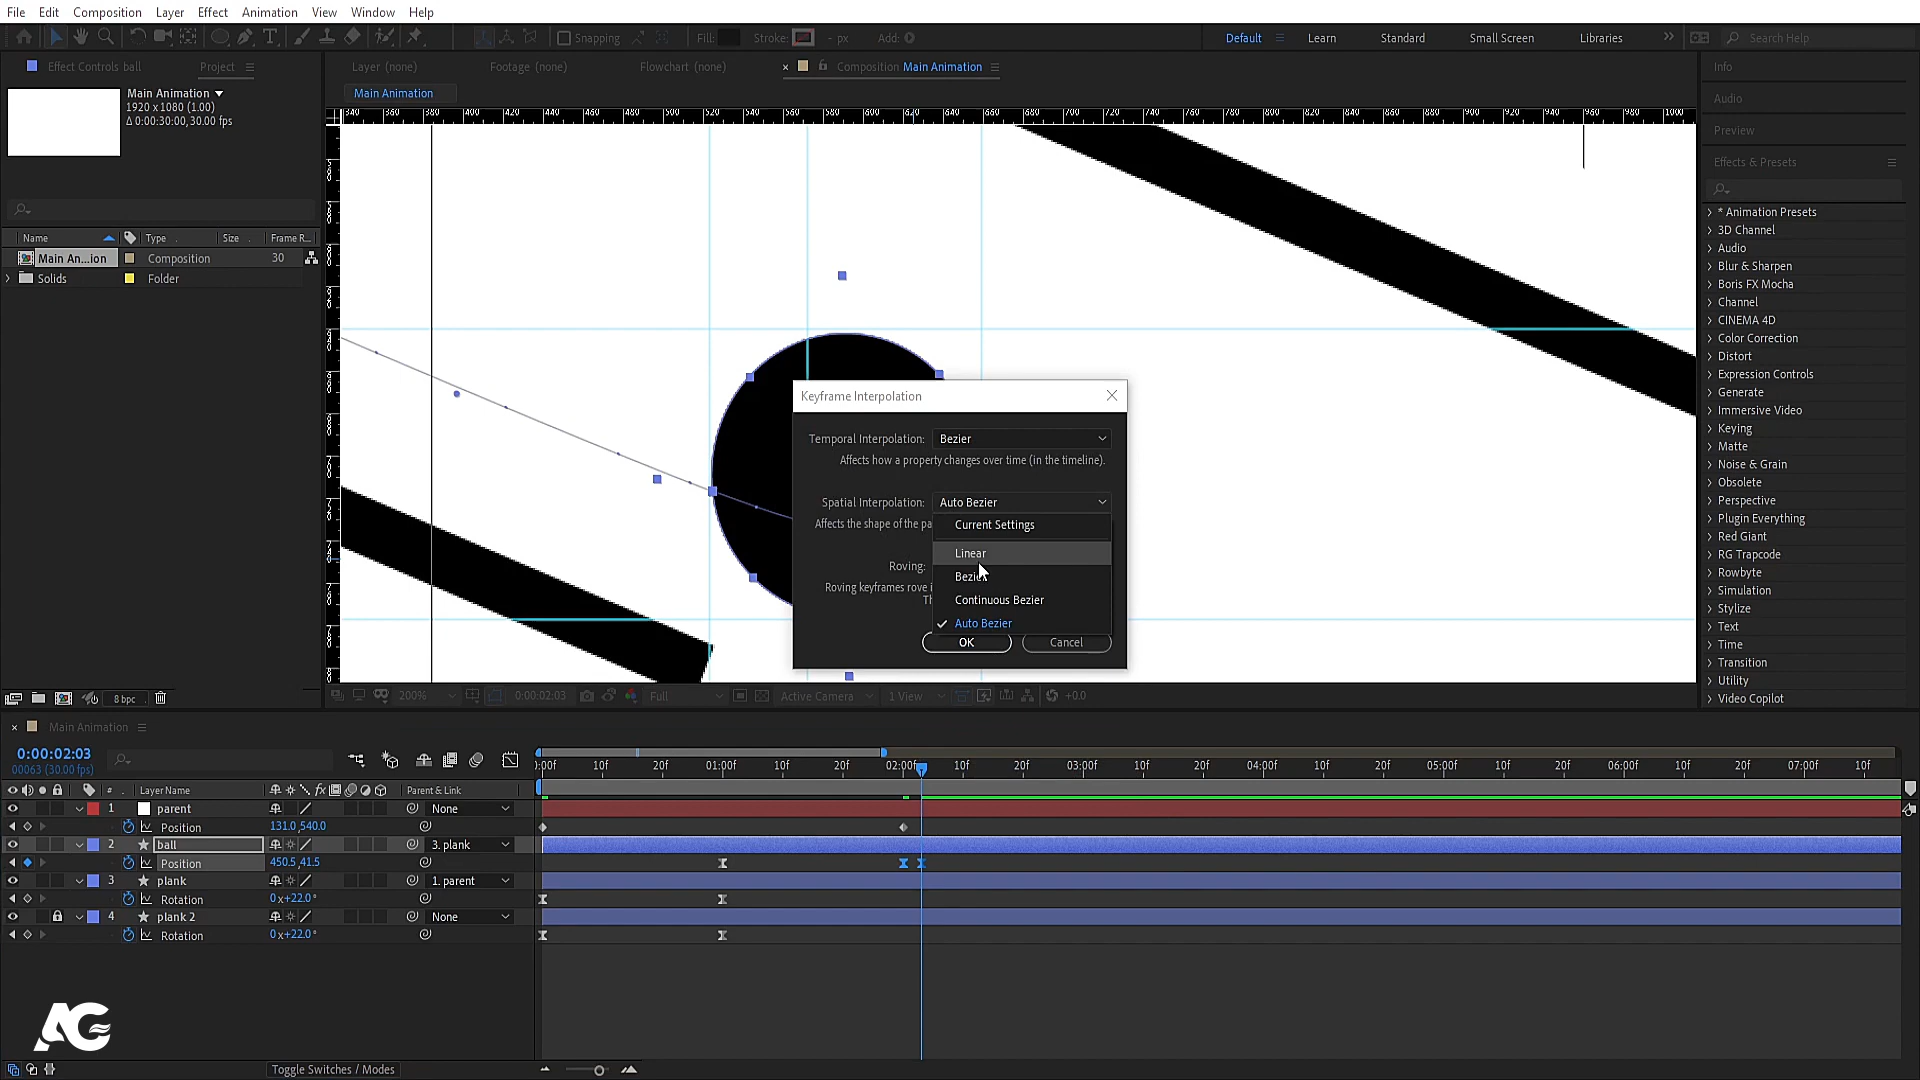 File Edit Composition Layer Effect Animation View Window Help
Snapping Fill: Stroke: - px Add: Default Learn Standard Small Screen Libraries Search Help
Effect Controls ball Project Layer (none) Footage (none) Flowchart (none) Composition Main Animation Info
Main Animation
1920 x 1080 (1.00)
Δ 0:00:30:00, 30.00 fps
Main Animation
Audio
Preview
Effects & Presets
Name Type Size Frame R...
Main An...ion Composition 30
Solids Folder
* Animation Presets
3D Channel
Audio
Blur & Sharpen
Boris FX Mocha
Channel
CINEMA 4D
Color Correction
Distort
Expression Controls
Generate
Immersive Video
Keying
Matte
Noise & Grain
Obsolete
Perspective
Plugin Everything
Red Giant
RG Trapcode
Rowbyte
Simulation
Stylize
Text
Time
Transition
Utility
Video Copilot
Keyframe Interpolation
Temporal Interpolation: Bezier
Affects how a property changes over time (in the timeline).
Spatial Interpolation: Auto Bezier
Affects the shape of the pa
Current Settings
Linear
Roving:
Bezier
Roving keyframes rove i
Continuous Bezier
Auto Bezier
OK Cancel
8 bpc 200% 0:00:02:03 Full Active Camera 1 View +0.0
Main Animation
0:00:02:03
00063 (30.00 fps)
):00f 10f 20f 01:00f 10f 20f 02:00f 10f 20f 03:00f 10f 20f 04:00f 10f 20f 05:00f 10f 20f 06:00f 10f 20f 07:00f 10f
# Layer Name fx Parent & Link
1 parent None
Position 131.0,540.0
2 ball 3. plank
Position 450.5,41.5
3 plank 1. parent
Rotation 0x+22.0°
4 plank 2 None
Rotation 0x+22.0°
AG
Toggle Switches / Modes